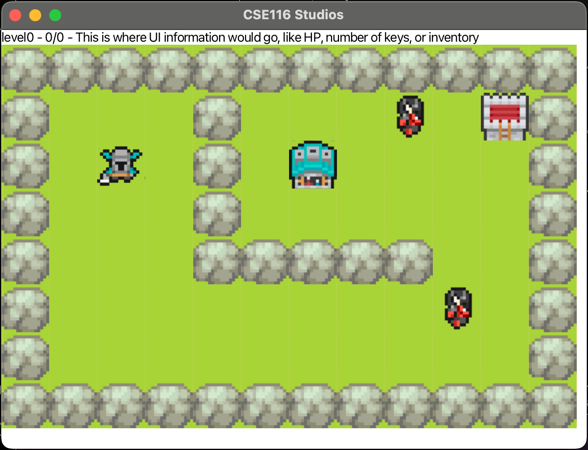 CSE116 Studios
level0 - 0/0 - This is where UI information would go, like HP, number of keys, or inventory